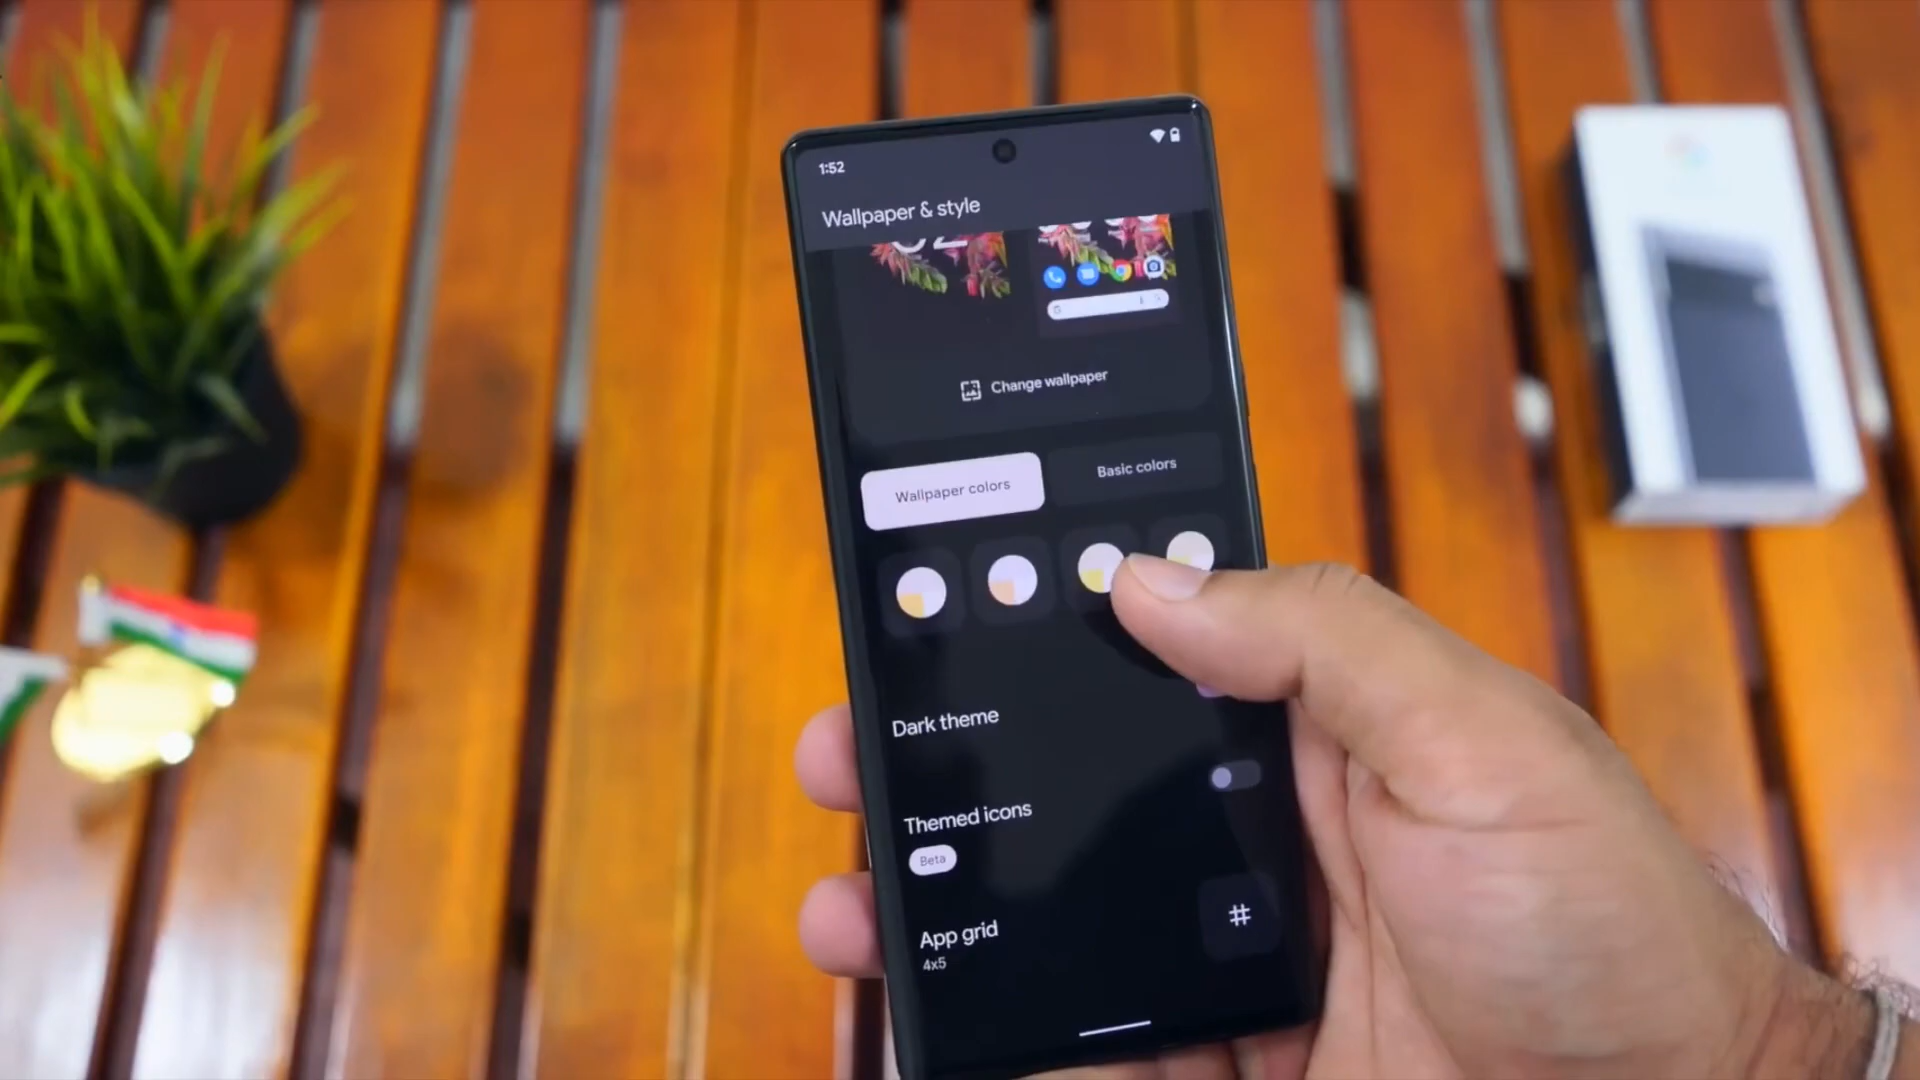 1:52
Wallpaper & style
Change wallpaper
Wallpaper colors
Basic colors
Dark theme
Themed icons
Beta
App grid
4x5